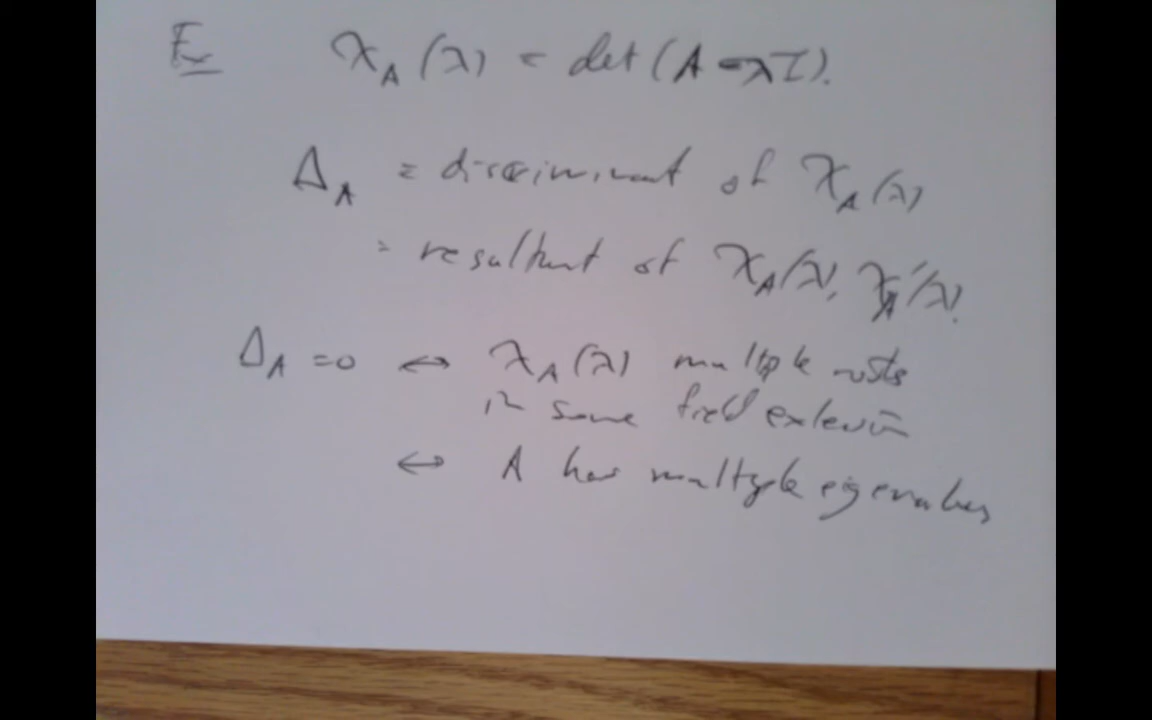 Ex χ_A(λ) = det(A - λI).
Δ_A = discriminant of χ_A(λ)
= resultant of χ_A(λ), χ_A'(λ).
Δ_A = 0 ↔ χ_A(λ) multiple roots
in some field extension
↔ A has multiple eigenvalues